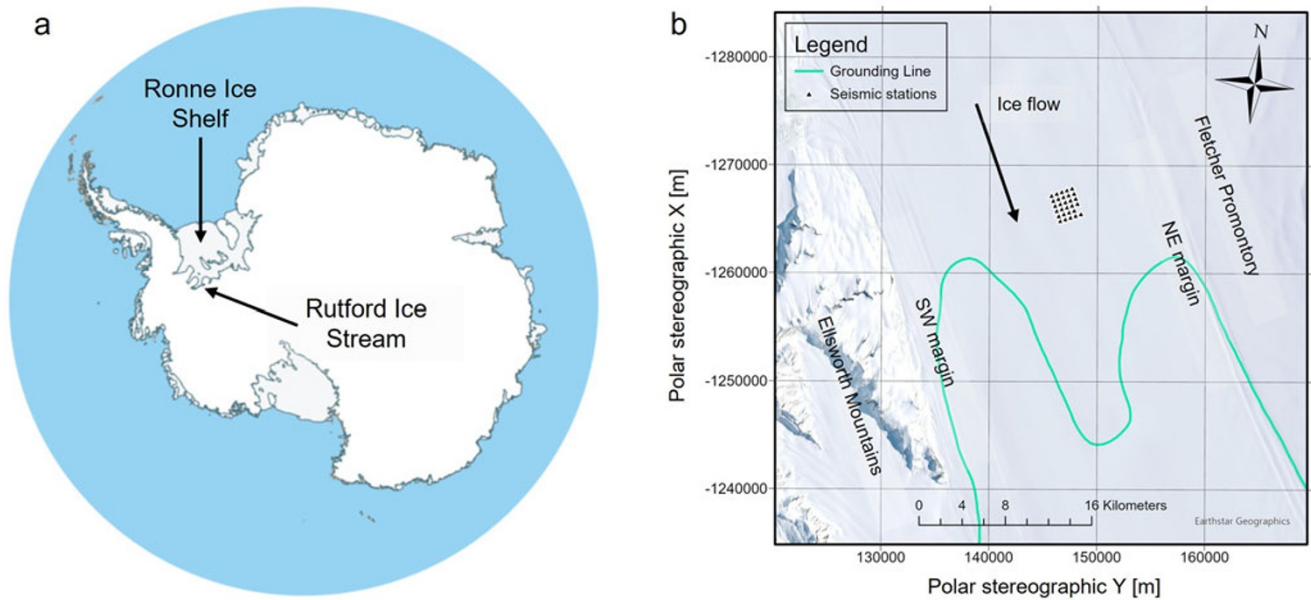 a
Ronne Ice
Shelf
Rutford Ice
Stream
b
Legend
Grounding Line
Seismic stations
N
Ice flow
Fletcher Promontory
NE margin
SW margin
Ellsworth Mountains
0 4 8 16 Kilometers
Earthstar Geographics
Polar stereographic X [m]
-1280000
-1270000
-1260000
-1250000
-1240000
130000 140000 150000 160000
Polar stereographic Y [m]